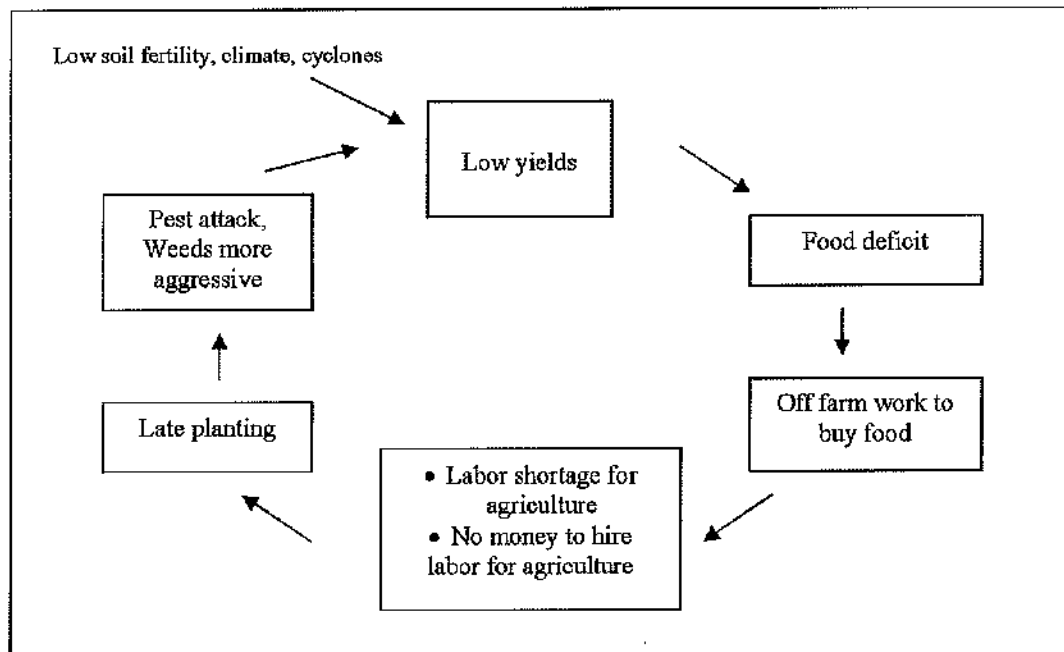 Low soil fertility, climate, cyclones
Low yields
Pest attack,
Weeds more
aggressive
Food deficit
Late planting
Off farm work to
buy food
• Labor shortage for
agriculture
• No money to hire
labor for agriculture